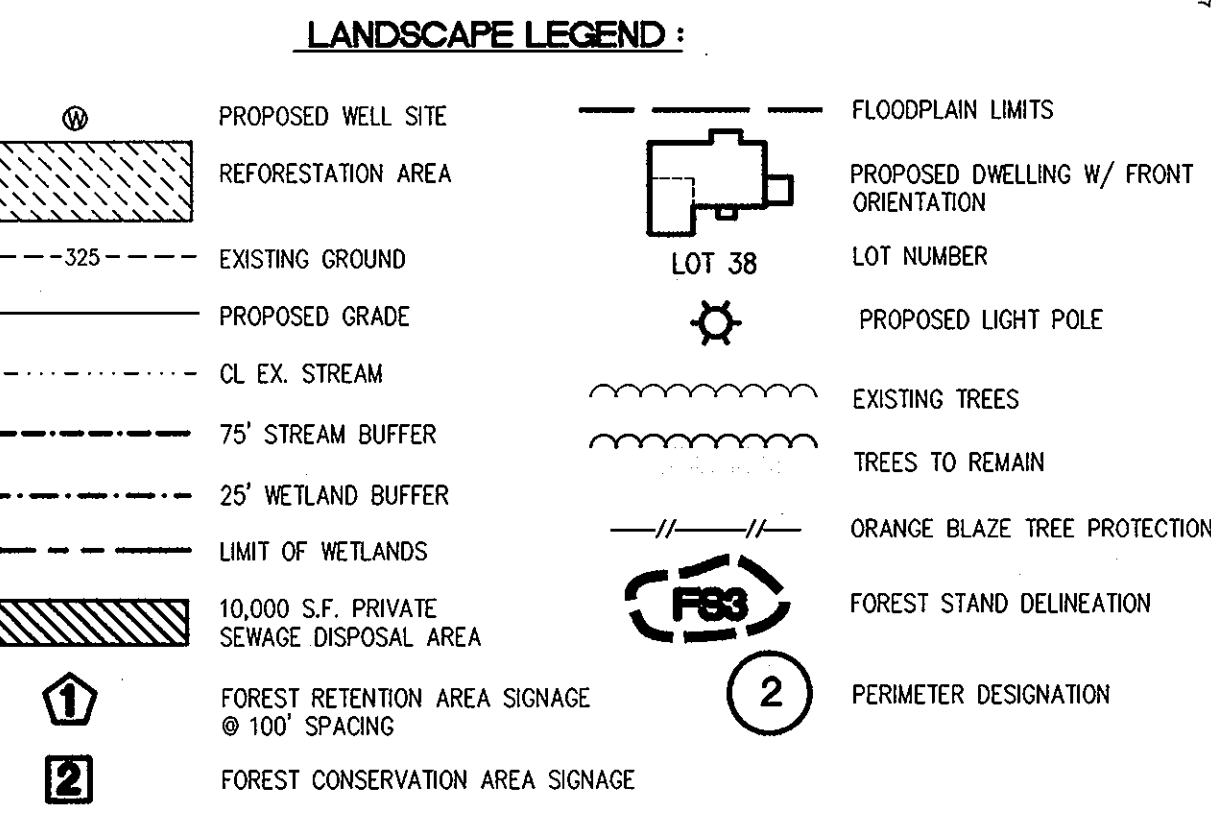 LANDSCAPE LEGEND :
W PROPOSED WELL SITE
REFORESTATION AREA
325 EXISTING GROUND
PROPOSED GRADE
CL EX. STREAM
75' STREAM BUFFER
25' WETLAND BUFFER
LIMIT OF WETLANDS
10,000 S.F. PRIVATE
SEWAGE DISPOSAL AREA
1 FOREST RETENTION AREA SIGNAGE
@ 100' SPACING
2 FOREST CONSERVATION AREA SIGNAGE
FLOODPLAIN LIMITS
PROPOSED DWELLING W/ FRONT
ORIENTATION
LOT 38 LOT NUMBER
PROPOSED LIGHT POLE
EXISTING TREES
TREES TO REMAIN
ORANGE BLAZE TREE PROTECTION
FS3 FOREST STAND DELINEATION
2 PERIMETER DESIGNATION